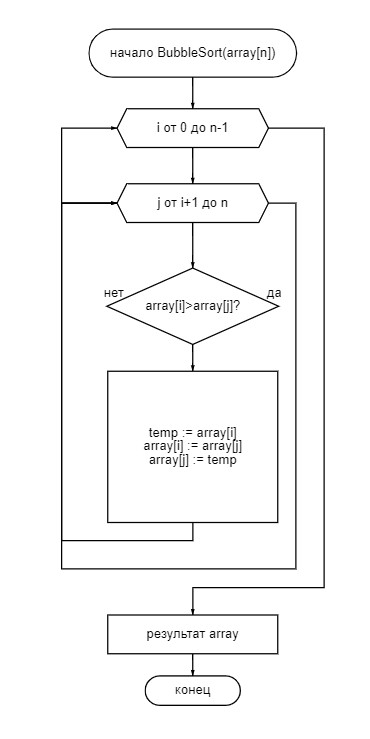 начало BubbleSort(array[n])
i от 0 до n-1
j от i+1 до n
нет
да
array[i]>array[j]?
temp := array[i]
array[i] := array[j]
array[j] := temp
результат array
конец